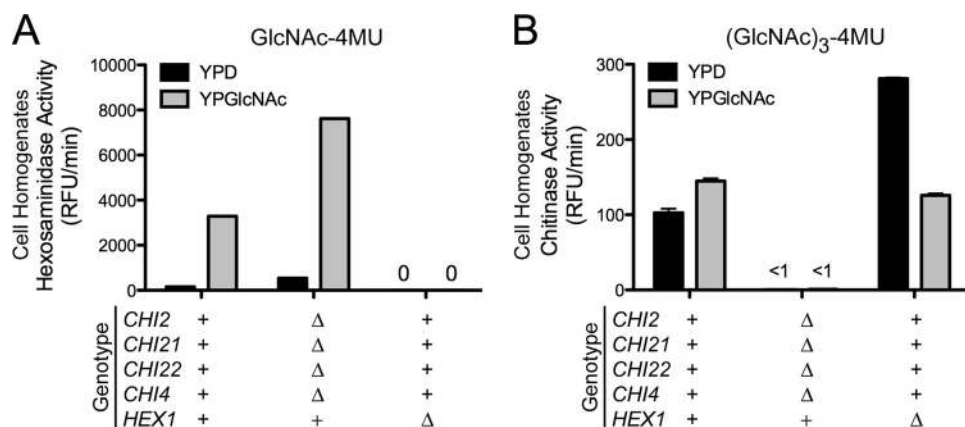 A
GlcNAc-4MU
Cell Homogenates
Hexosaminidase Activity
(RFU/min)
10000
8000
6000
4000
2000
0
YPD
YPGlcNAc
0 0
Genotype
CHI2 + Δ +
CHI21 + Δ +
CHI22 + Δ +
CHI4 + Δ +
HEX1 + + Δ
B
(GlcNAc)3-4MU
Cell Homogenates
Chitinase Activity
(RFU/min)
300
200
100
0
YPD
YPGlcNAc
<1 <1
Genotype
CHI2 + Δ +
CHI21 + Δ +
CHI22 + Δ +
CHI4 + Δ +
HEX1 + + Δ